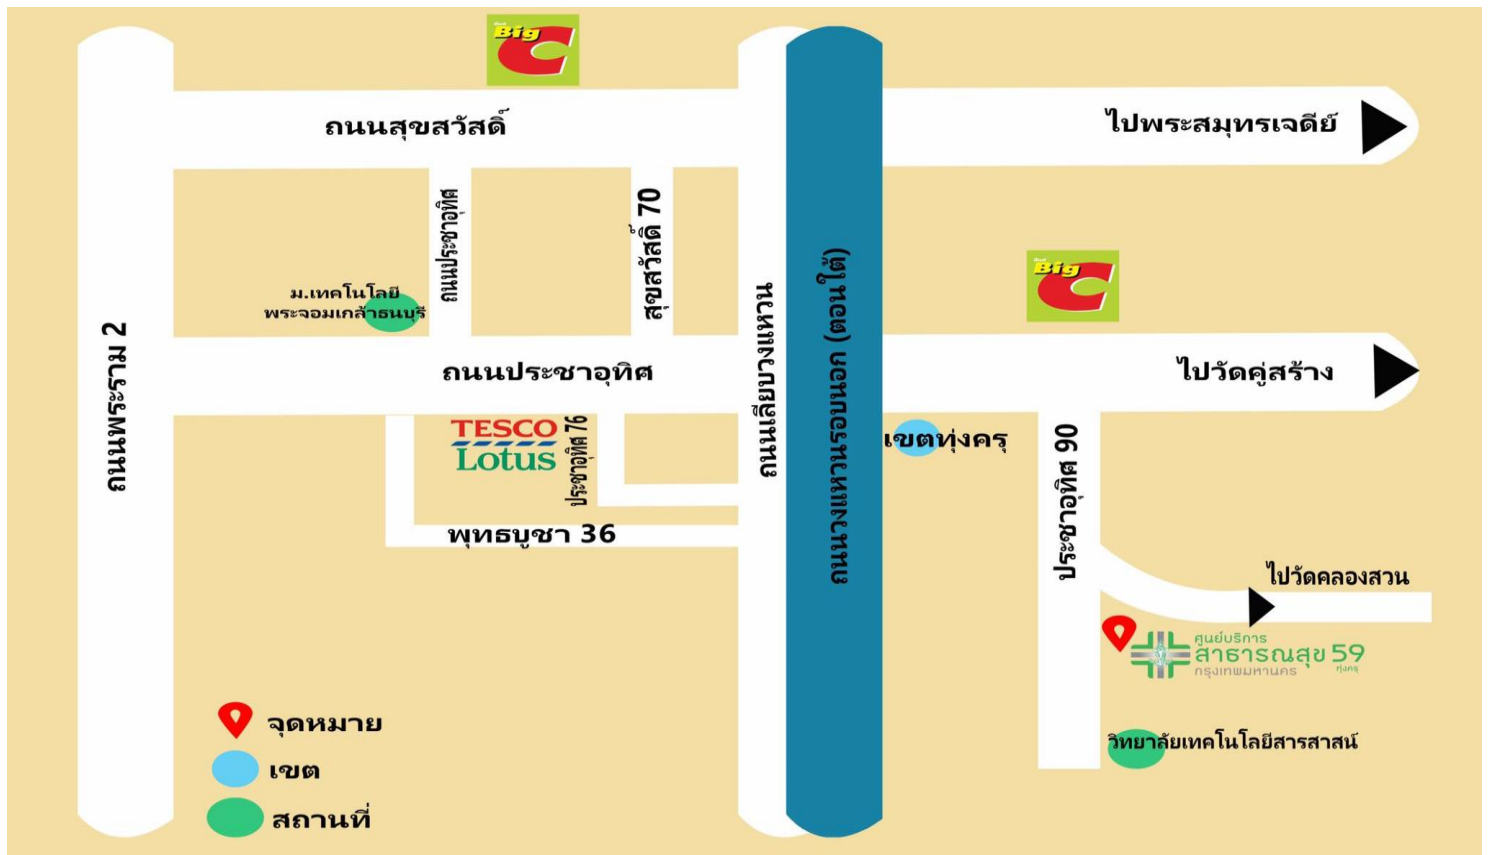 บิ๊กซี
Big
C
ถนนสุขสวัสดิ์
ไปพระสมุทรเจดีย์
ถนนประชาอุทิศ
สุขสวัสดิ์ 70
บิ๊กซี
Big
C
ม.เทคโนโลยี
พระจอมเกล้าธนบุรี
ถนนพระราม 2
ถนนเลียบวงแหวน
ถนนวงแหวนรอบนอก (ตอนใต้)
ถนนประชาอุทิศ
ไปวัดคู่สร้าง
TESCO
Lotus
ประชาอุทิศ 76
เขตทุ่งครุ
ประชาอุทิศ 90
พุทธบูชา 36
ไปวัดคลองสวน
ศูนย์บริการ
สาธารณสุข 59
กรุงเทพมหานคร
ทุ่งครุ
จุดหมาย
วิทยาลัยเทคโนโลยีสารสาสน์
เขต
สถานที่